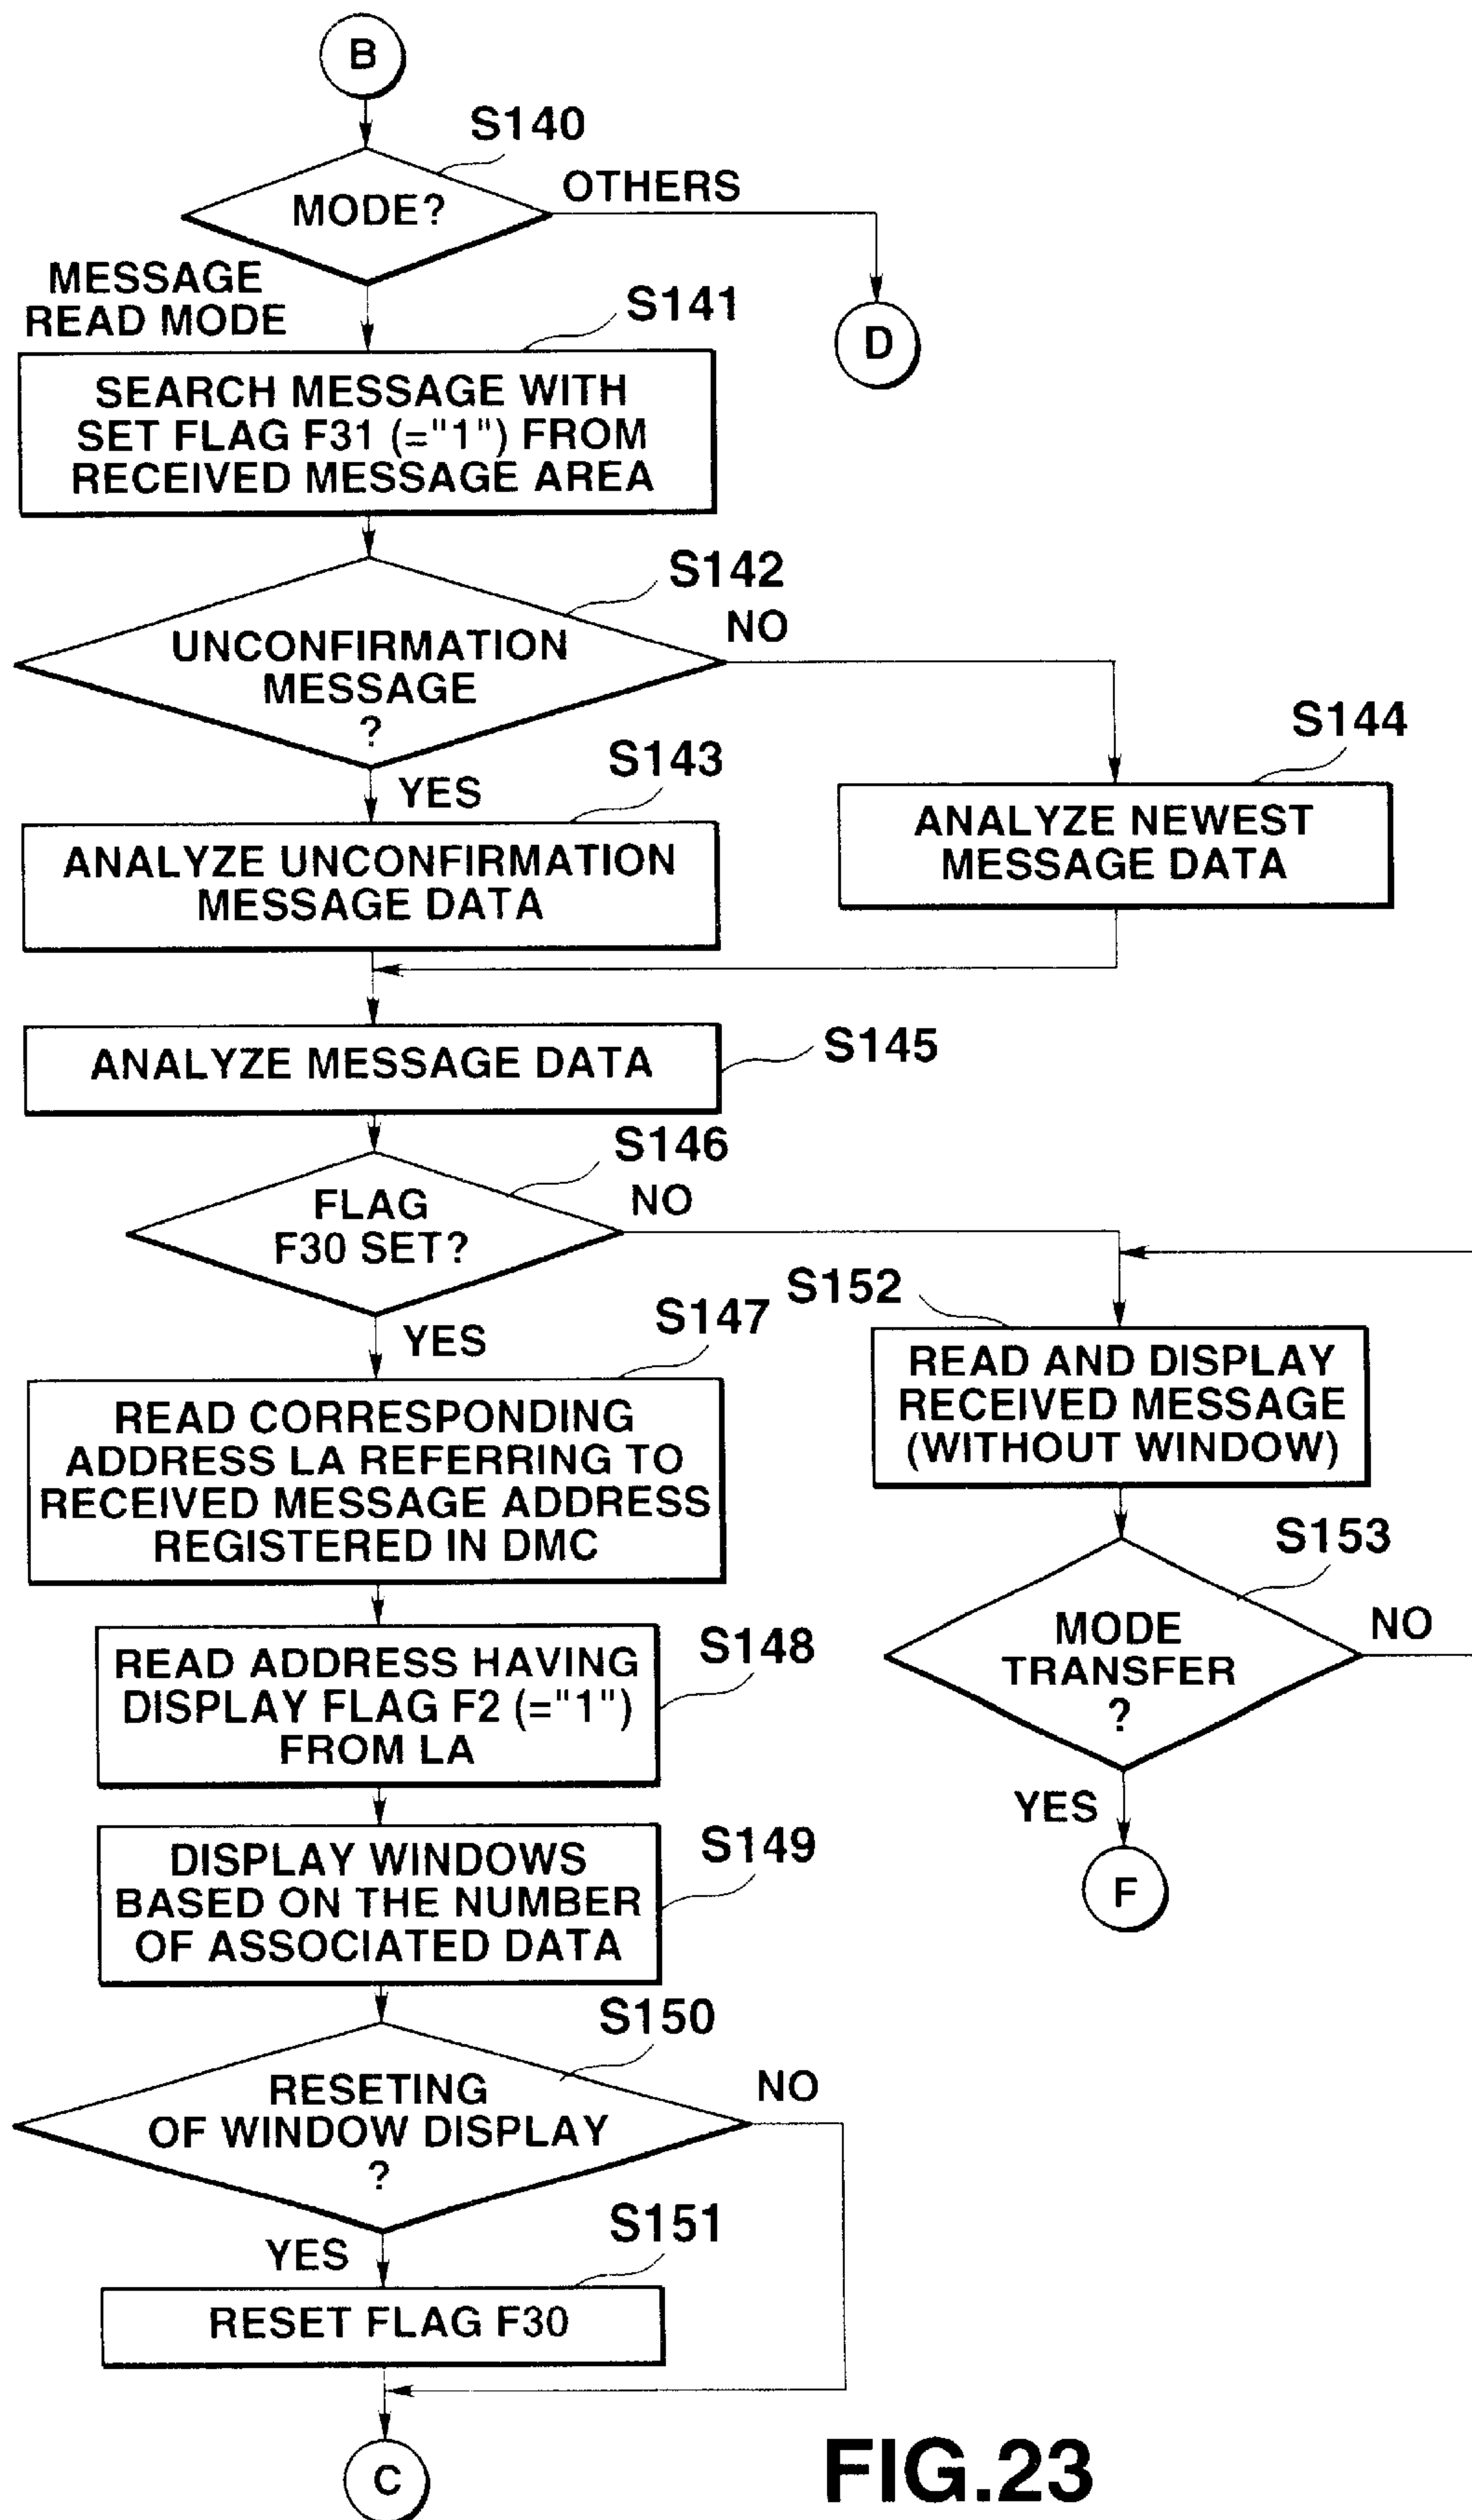 B
S140
MODE?
OTHERS
D
MESSAGE
READ MODE
S141
SEARCH MESSAGE WITH
SET FLAG F31 (="1") FROM
RECEIVED MESSAGE AREA
S142
UNCONFIRMATION
MESSAGE
?
NO
YES
S143
ANALYZE UNCONFIRMATION
MESSAGE DATA
S144
ANALYZE NEWEST
MESSAGE DATA
ANALYZE MESSAGE DATA
S145
S146
FLAG
F30 SET?
NO
YES
S147
READ CORRESPONDING
ADDRESS LA REFERRING TO
RECEIVED MESSAGE ADDRESS
REGISTERED IN DMC
S152
READ AND DISPLAY
RECEIVED MESSAGE
(WITHOUT WINDOW)
S153
MODE
TRANSFER
?
NO
YES
F
S148
READ ADDRESS HAVING
DISPLAY FLAG F2 (="1")
FROM LA
S149
DISPLAY WINDOWS
BASED ON THE NUMBER
OF ASSOCIATED DATA
S150
RESETING
OF WINDOW DISPLAY
?
NO
YES
S151
RESET FLAG F30
C
FIG.23